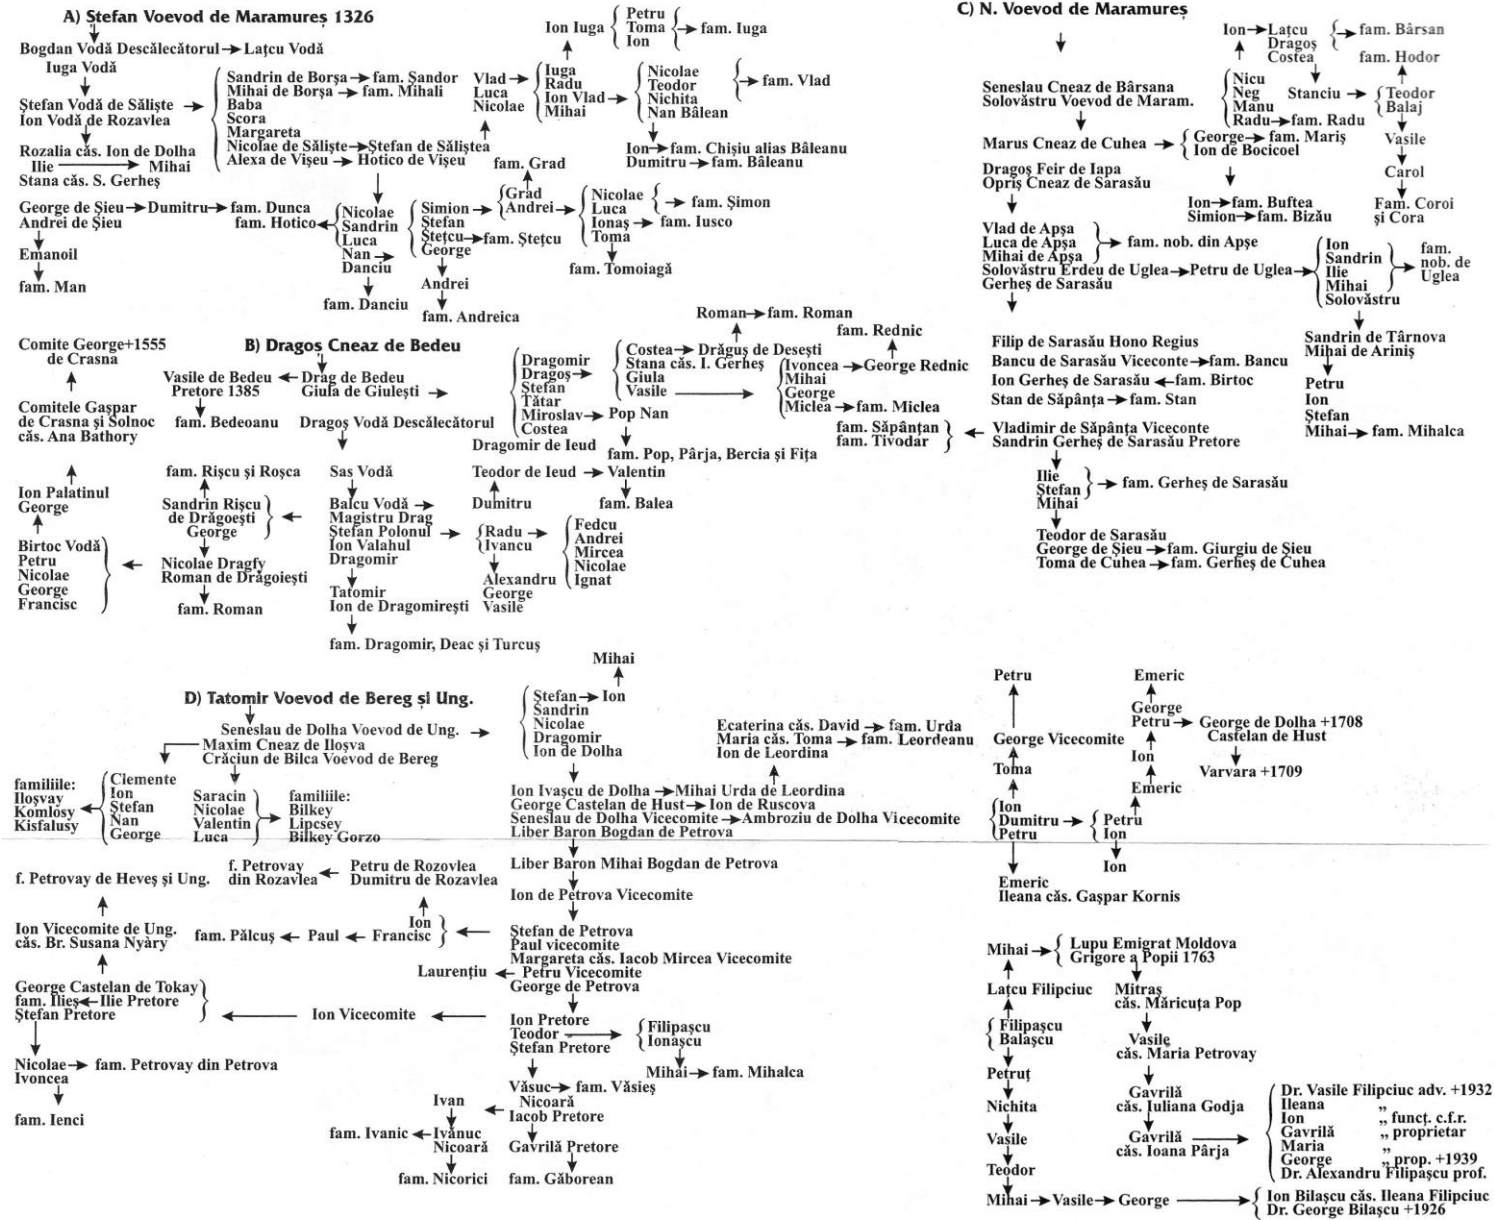 A) Ștefan Voevod de Maramureș 1326
Bogdan Vodă Descălecătorul → Lațcu Vodă
Iuga Vodă
Ștefan Vodă de Săliște →
Ion Vodă de Rozavlea
Rozalia căs. Ion de Dolha
Ilie → Mihai
Stana căs. S. Gerheș
George de Șieu → Dumitru → fam. Dunca
Andrei de Șieu
Emanoil
fam. Man
Sandrin de Borșa → fam. Șandor
Mihai de Borșa → fam. Mihali
Baba
Scora
Margareta
Nicolae de Săliște → Ștefan de Săliștea
Alexa de Vișeu → Hotico de Vișeu
Vlad →
Luca
Nicolae
Ion Iuga
Petru
Toma
Ion
→ fam. Iuga
Iuga
Radu
Ion Vlad →
Mihai
Nicolae
Teodor
Nichita
Nan Bâlean
→ fam. Vlad
Ion → fam. Chișiu alias Bâleanu
Dumitru → fam. Bâleanu
fam. Hotico ←
Nicolae
Sandrin
Luca
Nan →
Danciu
fam. Danciu
Simion →
Ștefan
Ștețcu → fam. Ștețcu
George
Andrei
fam. Andreica
fam. Grad
Grad
Andrei →
Nicolae
Luca
Ionaș → fam. Iusco
Toma
→ fam. Șimon
fam. Tomoiagă
B) Dragoș Cneaz de Bedeu
Comite George+1555
de Crasna
Comitele Gașpar
de Crasna și Solnoc
căs. Ana Bathory
Ion Palatinul
George
Birtoc Vodă
Petru
Nicolae
George
Francisc
Vasile de Bedeu ← Drag de Bedeu
Pretore 1385
Giula de Giulești →
fam. Bedeoanu
Dragoș Vodă Descălecătorul
fam. Rișcu și Roșca
Sandrin Rișcu
de Drăgoești
George
Nicolae Dragfy
Roman de Drăgoiești
fam. Roman
Saș Vodă
Balcu Vodă →
Magistru Drag
Ștefan Polonul →
Ion Valahul
Dragomir
Tatomir
Ion de Dragomirești
fam. Dragomir, Deac și Turcuș
Dragomir
Dragoș →
Ștefan
Tătar
Miroslav → Pop Nan
Costea
Dragomir de Ieud
fam. Pop, Pârja, Bercia și Fița
Teodor de Ieud → Valentin
Dumitru
fam. Balea
Radu →
Ivancu
Alexandru
George
Vasile
Fedcu
Andrei
Mircea
Nicolae
Ignat
Roman → fam. Roman
Costea → Drăguș de Desești
Stana căs. I. Gerheș
Giula
Vasile →
fam. Rednic
Ivoncea → George Rednic
Mihai
George
Miclea → fam. Miclea
C) N. Voevod de Maramureș
Seneslau Cneaz de Bârsana
Solovăstru Voevod de Maram.
Marus Cneaz de Cuhea →
Dragoș Feir de Iapa
Opriș Cneaz de Sarasău
Ion → Lațcu
Dragoș
Costea
→ fam. Bârsan
fam. Hodor
Nicu
Neg
Manu
Radu → fam. Radu
Stanciu →
Teodor
Balaj
Vasile
Carol
Fam. Coroi
și Cora
George → fam. Mariș
Ion de Bocicoel
Ion → fam. Buftea
Simion → fam. Bizău
Vlad de Apșa
Luca de Apșa
Mihai de Apșa
→ fam. nob. din Apșe
Solovăstru Erdeu de Uglea → Petru de Uglea →
Gerheș de Sarasău
Ion
Sandrin
Ilie
Mihai
Solovăstru
fam.
nob. de
Uglea
Sandrin de Târnova
Mihai de Ariniș
Petru
Ion
Ștefan
Mihai → fam. Mihalca
Filip de Sarasău Hono Regius
Bancu de Sarasău Viceconte → fam. Bancu
Ion Gerheș de Sarasău ← fam. Birtoc
Stan de Săpânța → fam. Stan
fam. Săpânțan
fam. Tivodar
Vladimir de Săpânța Viceconte
Sandrin Gerheș de Sarasău Pretore
Ilie
Ștefan
Mihai
→ fam. Gerheș de Sarasău
Teodor de Sarasău
George de Șieu → fam. Giurgiu de Șieu
Toma de Cuhea → fam. Gerheș de Cuhea
D) Tatomir Voevod de Bereg și Ung.
Seneslau de Dolha Voevod de Ung. →
Maxim Cneaz de Iloșva
Crăciun de Bilca Voevod de Bereg
familiile:
Iloșvay
Komlosy
Kisfalusy
Clemente
Ion
Ștefan
Nan
George
Saracin
Nicolae
Valentin
Luca
familiile:
Bilkey
Lipcsey
Bilkey Gorzo
Mihai
Ștefan → Ion
Sandrin
Nicolae
Dragomir
Ion de Dolha
Ecaterina căs. David → fam. Urda
Maria căs. Toma → fam. Leordeanu
Ion de Leordina
Ion Ivașcu de Dolha → Mihai Urda de Leordina
George Castelan de Hust → Ion de Ruscova
Seneslau de Dolha Vicecomite → Ambroziu de Dolha Vicecomite
Liber Baron Bogdan de Petrova
Liber Baron Mihai Bogdan de Petrova
Ion de Petrova Vicecomite
Ștefan de Petrova
Paul vicecomite
Margareta căs. Iacob Mircea Vicecomite
Laurențiu ← Petru Vicecomite
George de Petrova
f. Petrovay de Heveș și Ung.
f. Petrovay
din Rozavlea
Petru de Rozovlea
Dumitru de Rozavlea
Ion
fam. Pălcuș ← Paul ← Francisc
Ion Vicecomite de Ung.
căs. Br. Susana Nyàry
George Castelan de Tokay
fam. Ilieș ← Ilie Pretore
Ștefan Pretore
Ion Vicecomite
Nicolae → fam. Petrovay din Petrova
Ivoncea
fam. Ienci
Ion Pretore
Teodor →
Ștefan Pretore
Filipașcu
Ionașcu
Mihai → fam. Mihalca
Văsuc → fam. Văsieș
Nicoară
Iacob Pretore
Ivan
fam. Ivanic ← Ivănuc
Nicoară
fam. Nicorici
Gavrilă Pretore
fam. Găborean
Petru
George Vicecomite
Toma
Ion
Dumitru →
Petru
Emeric
Ileana căs. Gașpar Kornis
Emeric
George
Petru → George de Dolha +1708
Castelan de Hust
Ion
Varvara +1709
Emeric
Petru
Ion
Ion
Mihai →
Lupu Emigrat Moldova
Grigore a Popii 1763
Lațcu Filipciuc
Filipașcu
Balașcu
Petruț
Nichita
Vasile
Teodor
Mihai → Vasile → George →
Mitraș
căs. Măricuța Pop
Vasile
căs. Maria Petrovay
Gavrilă
căs. Iuliana Godja
Gavrilă →
căs. Ioana Pârja
Dr. Vasile Filipciuc adv. +1932
Ileana „
Ion „ funcț. c.f.r.
Gavrilă „ proprietar
Maria „
George „ prop. +1939
Dr. Alexandru Filipașcu prof.
Ion Bilașcu căs. Ileana Filipciuc
Dr. George Bilașcu +1926